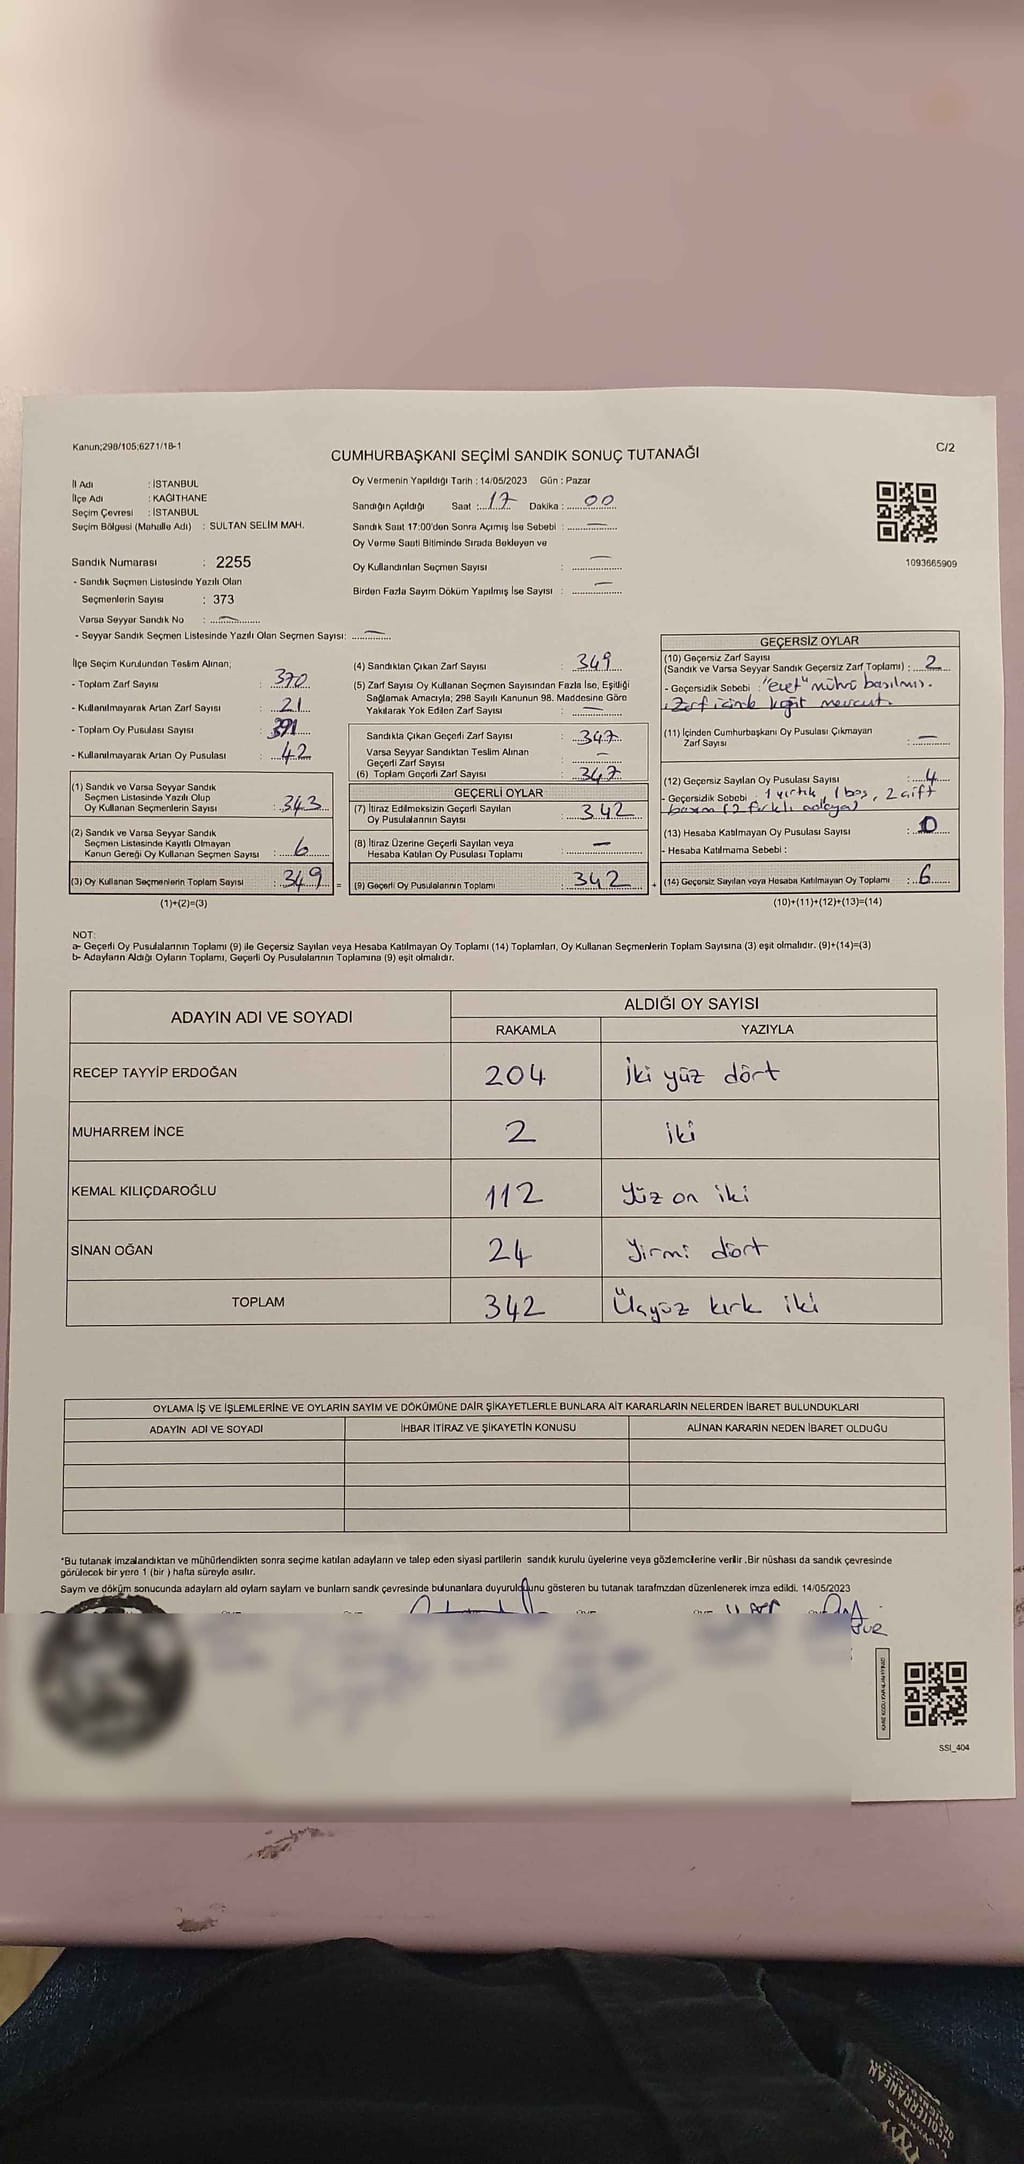 Kanun;298/105;6271/18-1
C/2
CUMHURBAŞKANI SEÇİMİ SANDIK SONUÇ TUTANAĞI
İl Adı : İSTANBUL
İlçe Adı : KAĞITHANE
Seçim Çevresi : İSTANBUL
Seçim Bölgesi (Mahalle Adı) : SULTAN SELİM MAH.
Sandık Numarası : 2255
- Sandık Seçmen Listesinde Yazılı Olan
Seçmenlerin Sayısı : 373
Varsa Seyyar Sandık No : —
- Seyyar Sandık Seçmen Listesinde Yazılı Olan Seçmen Sayısı: —
Oy Vermenin Yapıldığı Tarih : 14/05/2023 Gün : Pazar
Sandığın Açıldığı Saat : 17 Dakika : 00
Sandık Saat 17:00'den Sonra Açımış İse Sebebi : —
Oy Verme Saati Bitiminde Sırada Bekleyen ve
Oy Kullandırılan Seçmen Sayısı : —
Birden Fazla Sayım Döküm Yapılmış İse Sayısı : —
1093665909
İlçe Seçim Kurulundan Teslim Alınan;
- Toplam Zarf Sayısı : 370
- Kullanılmayarak Artan Zarf Sayısı : 21
- Toplam Oy Pusulası Sayısı : 391
- Kullanılmayarak Artan Oy Pusulası : 42
(1) Sandık ve Varsa Seyyar Sandık
Seçmen Listesinde Yazılı Olup
Oy Kullanan Seçmenlerin Sayısı : 343
(2) Sandık ve Varsa Seyyar Sandık
Seçmen Listesinde Kayıtlı Olmayan
Kanun Gereği Oy Kullanan Seçmen Sayısı : 6
(3) Oy Kullanan Seçmenlerin Toplam Sayısı : 349 =
(1)+(2)=(3)
(4) Sandıktan Çıkan Zarf Sayısı : 349
(5) Zarf Sayısı Oy Kullanan Seçmen Sayısından Fazla İse, Eşitliği
Sağlamak Amacıyla; 298 Sayılı Kanunun 98. Maddesine Göre
Yakılarak Yok Edilen Zarf Sayısı : —
Sandıkta Çıkan Geçerli Zarf Sayısı : 347
Varsa Seyyar Sandıktan Teslim Alınan
Geçerli Zarf Sayısı : —
(6) Toplam Geçerli Zarf Sayısı : 347
GEÇERLİ OYLAR
(7) İtiraz Edilmeksizin Geçerli Sayılan
Oy Pusulalarının Sayısı : 342
(8) İtiraz Üzerine Geçerli Sayılan veya
Hesaba Katılan Oy Pusulası Toplamı : —
(9) Geçerli Oy Pusulalarının Toplamı : 342 +
GEÇERSİZ OYLAR
(10) Geçersiz Zarf Sayısı
(Sandık ve Varsa Seyyar Sandık Geçersiz Zarf Toplamı) : 2
- Geçersizlik Sebebi : "evet" mührü basılmış.
Zarf içinde kağıt mevcut.
(11) İçinden Cumhurbaşkanı Oy Pusulası Çıkmayan
Zarf Sayısı : —
(12) Geçersiz Sayılan Oy Pusulası Sayısı : 4
- Geçersizlik Sebebi : 1 yırtık, 1 boş, 2 çift
basım (2 farklı adaya)
(13) Hesaba Katılmayan Oy Pusulası Sayısı : 0
- Hesaba Katılmama Sebebi :
(14) Geçersiz Sayılan veya Hesaba Katılmayan Oy Toplamı : 6
(10)+(11)+(12)+(13)=(14)
NOT:
a- Geçerli Oy Pusulalarının Toplamı (9) ile Geçersiz Sayılan veya Hesaba Katılmayan Oy Toplamı (14) Toplamları, Oy Kullanan Seçmenlerin Toplam Sayısına (3) eşit olmalıdır. (9)+(14)=(3)
b- Adayların Aldığı Oyların Toplamı, Geçerli Oy Pusulalarının Toplamına (9) eşit olmalıdır.
ADAYIN ADI VE SOYADI
ALDIĞI OY SAYISI
RAKAMLA YAZIYLA
RECEP TAYYİP ERDOĞAN 204 İki yüz dört
MUHARREM İNCE 2 iki
KEMAL KILIÇDAROĞLU 112 Yüz on iki
SİNAN OĞAN 24 Yirmi dört
TOPLAM 342 Üçyüz kırk iki
OYLAMA İŞ VE İŞLEMLERİNE VE OYLARIN SAYIM VE DÖKÜMÜNE DAİR ŞİKAYETLERLE BUNLARA AİT KARARLARIN NELERDEN İBARET BULUNDUKLARI
ADAYIN ADI VE SOYADI İHBAR İTİRAZ VE ŞİKAYETİN KONUSU ALINAN KARARIN NEDEN İBARET OLDUĞU
*Bu tutanak imzalandıktan ve mühürlendikten sonra seçime katılan adayların ve talep eden siyasi partilerin sandık kurulu üyelerine veya gözlemcilerine verilir .Bir nüshası da sandık çevresinde
görülecek bir yere 1 (bir ) hafta süreyle asılır.
Sayım ve döküm sonucunda adayların aldı oyların sayları ve bunların sandk çevresinde bulunanlara duyurulduğunu gösteren bu tutanak tarafımzdan düzenlenerek imza edildi. 14/05/2023
SSI_404
MEDITERRANEAN